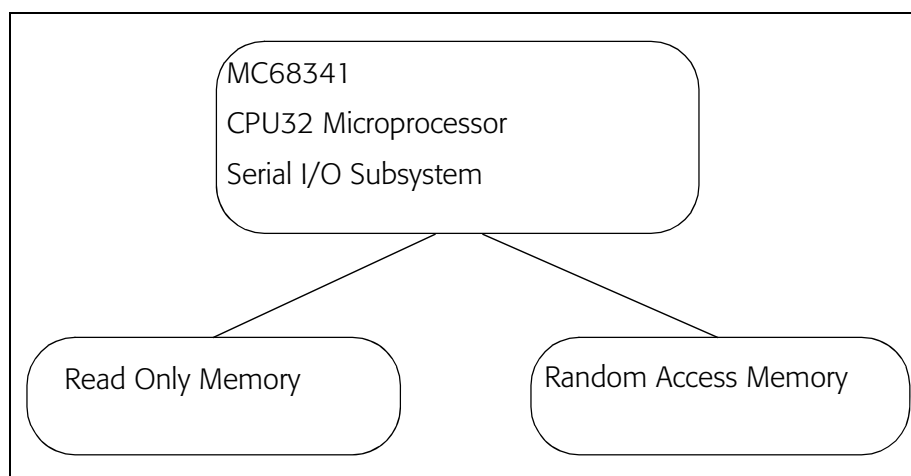 MC68341
CPU32 Microprocessor
Serial I/O Subsystem
Read Only Memory
Random Access Memory